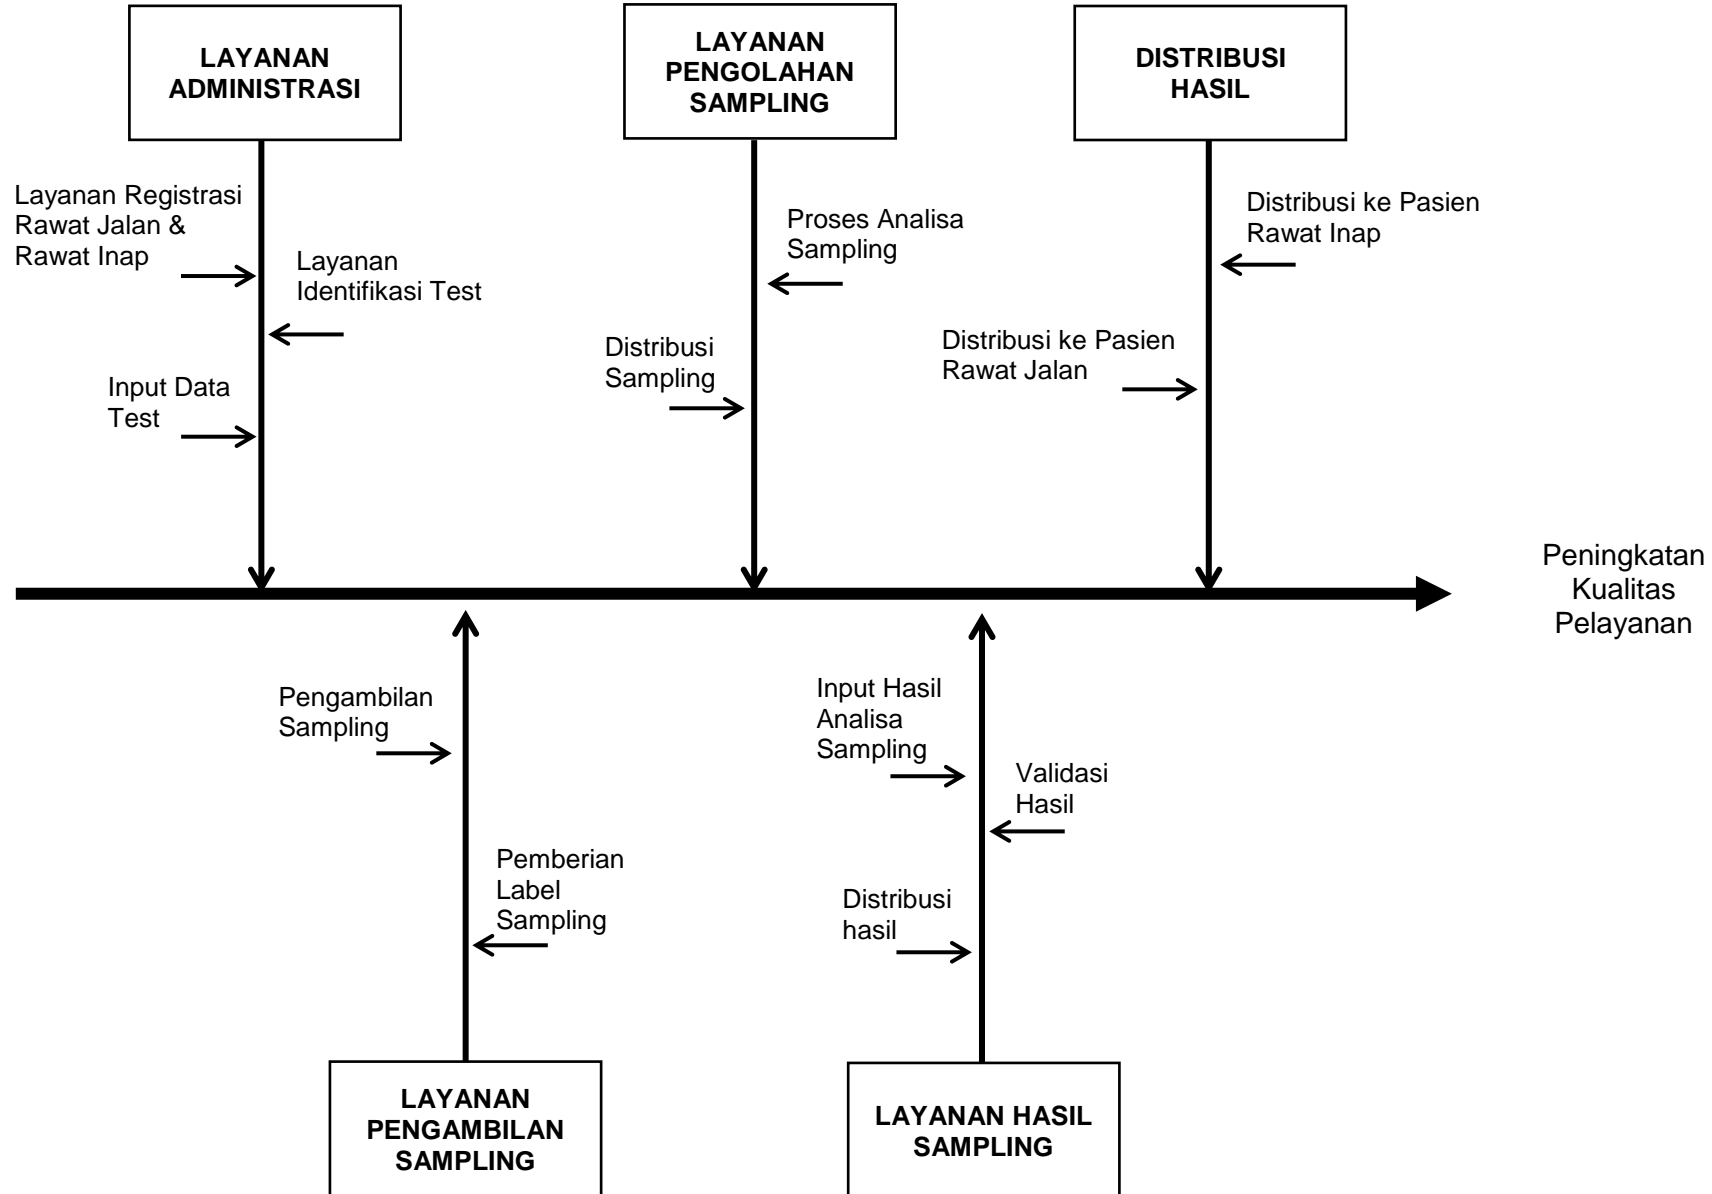 LAYANAN
ADMINISTRASI
LAYANAN
PENGOLAHAN
SAMPLING
DISTRIBUSI
HASIL
Layanan Registrasi
Rawat Jalan &
Rawat Inap
Layanan
Identifikasi Test
Input Data
Test
Proses Analisa
Sampling
Distribusi
Sampling
Distribusi ke Pasien
Rawat Inap
Distribusi ke Pasien
Rawat Jalan
Peningkatan
Kualitas
Pelayanan
Pengambilan
Sampling
Pemberian
Label
Sampling
Input Hasil
Analisa
Sampling
Validasi
Hasil
Distribusi
hasil
LAYANAN
PENGAMBILAN
SAMPLING
LAYANAN HASIL
SAMPLING